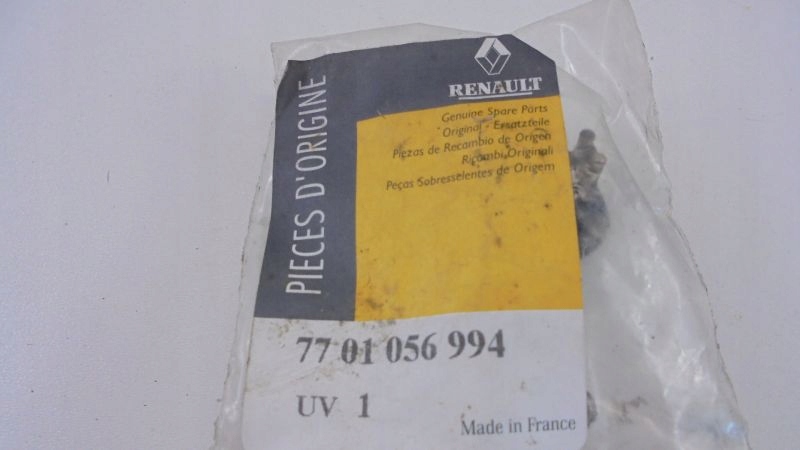 PIECES D'ORIGINE
RENAULT
Genuine Spare Parts
Original - Ersatzteile
Piezas de Recambio de Origen
Ricambi Originali
Peças Sobresselentes de Origem
77 01 056 994
UV 1
Made in France